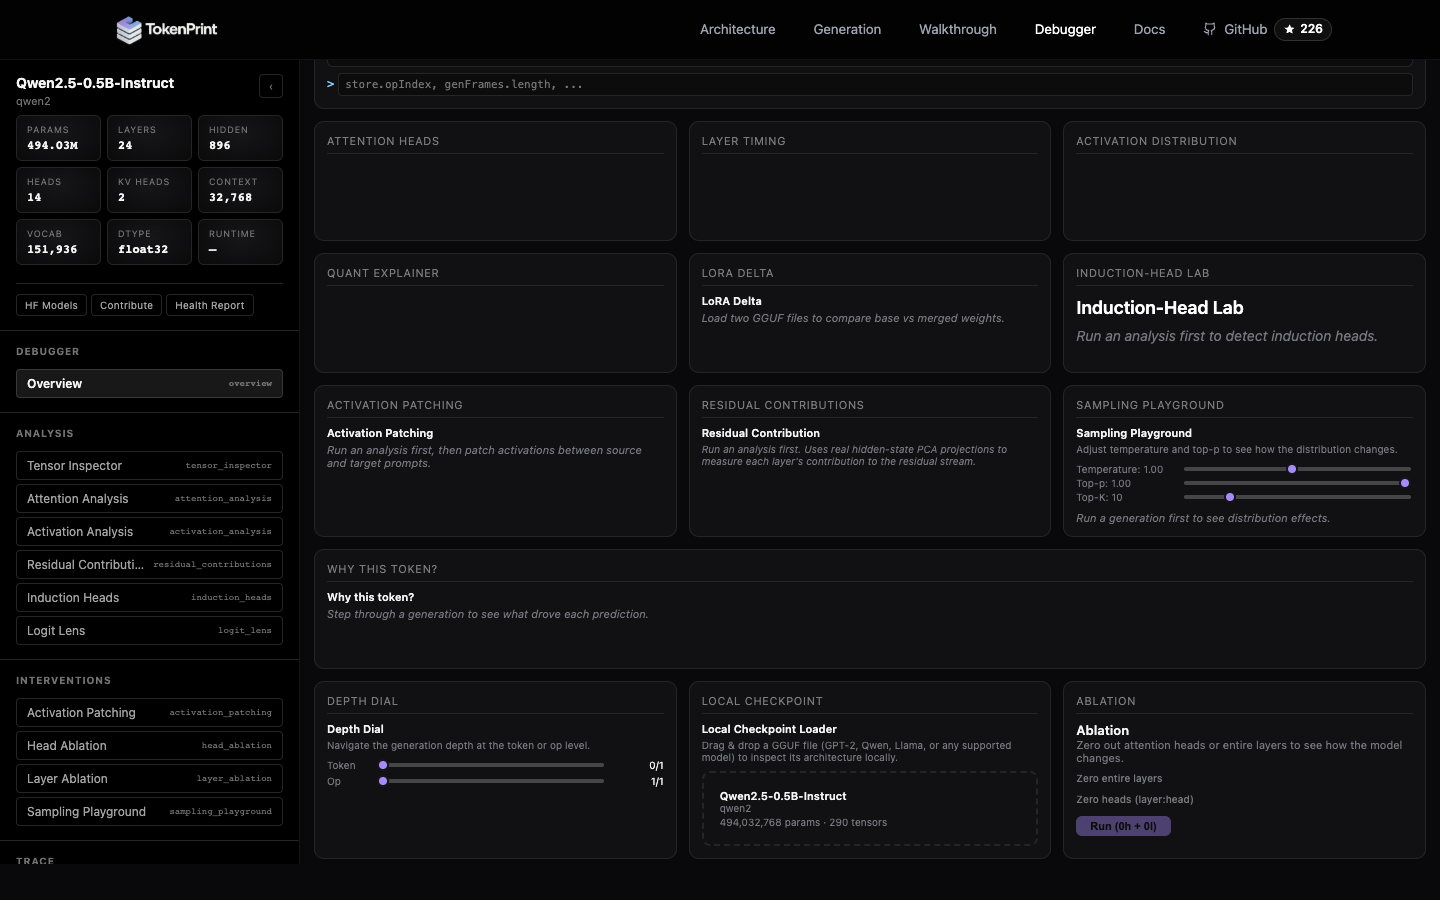 TokenPrint
Architecture
Generation
Walkthrough
Debugger
Docs
GitHub
★ 226
Qwen2.5-0.5B-Instruct
qwen2
‹
PARAMS
494.03M
LAYERS
24
HIDDEN
896
HEADS
14
KV HEADS
2
CONTEXT
32,768
VOCAB
151,936
DTYPE
float32
RUNTIME
—
HF Models
Contribute
Health Report
DEBUGGER
Overview overview
ANALYSIS
Tensor Inspector tensor_inspector
Attention Analysis attention_analysis
Activation Analysis activation_analysis
Residual Contributi... residual_contributions
Induction Heads induction_heads
Logit Lens logit_lens
INTERVENTIONS
Activation Patching activation_patching
Head Ablation head_ablation
Layer Ablation layer_ablation
Sampling Playground sampling_playground
TRACE
> store.opIndex, genFrames.length, ...
ATTENTION HEADS
LAYER TIMING
ACTIVATION DISTRIBUTION
QUANT EXPLAINER
LORA DELTA
LoRA Delta
Load two GGUF files to compare base vs merged weights.
INDUCTION-HEAD LAB
Induction-Head Lab
Run an analysis first to detect induction heads.
ACTIVATION PATCHING
Activation Patching
Run an analysis first, then patch activations between source
and target prompts.
RESIDUAL CONTRIBUTIONS
Residual Contribution
Run an analysis first. Uses real hidden-state PCA projections to
measure each layer's contribution to the residual stream.
SAMPLING PLAYGROUND
Sampling Playground
Adjust temperature and top-p to see how the distribution changes.
Temperature: 1.00
Top-p: 1.00
Top-K: 10
Run a generation first to see distribution effects.
WHY THIS TOKEN?
Why this token?
Step through a generation to see what drove each prediction.
DEPTH DIAL
Depth Dial
Navigate the generation depth at the token or op level.
Token 0/1
Op 1/1
LOCAL CHECKPOINT
Local Checkpoint Loader
Drag & drop a GGUF file (GPT-2, Qwen, Llama, or any supported
model) to inspect its architecture locally.
Qwen2.5-0.5B-Instruct
qwen2
494,032,768 params · 290 tensors
ABLATION
Ablation
Zero out attention heads or entire layers to see how the model
changes.
Zero entire layers
Zero heads (layer:head)
Run (0h + 0l)